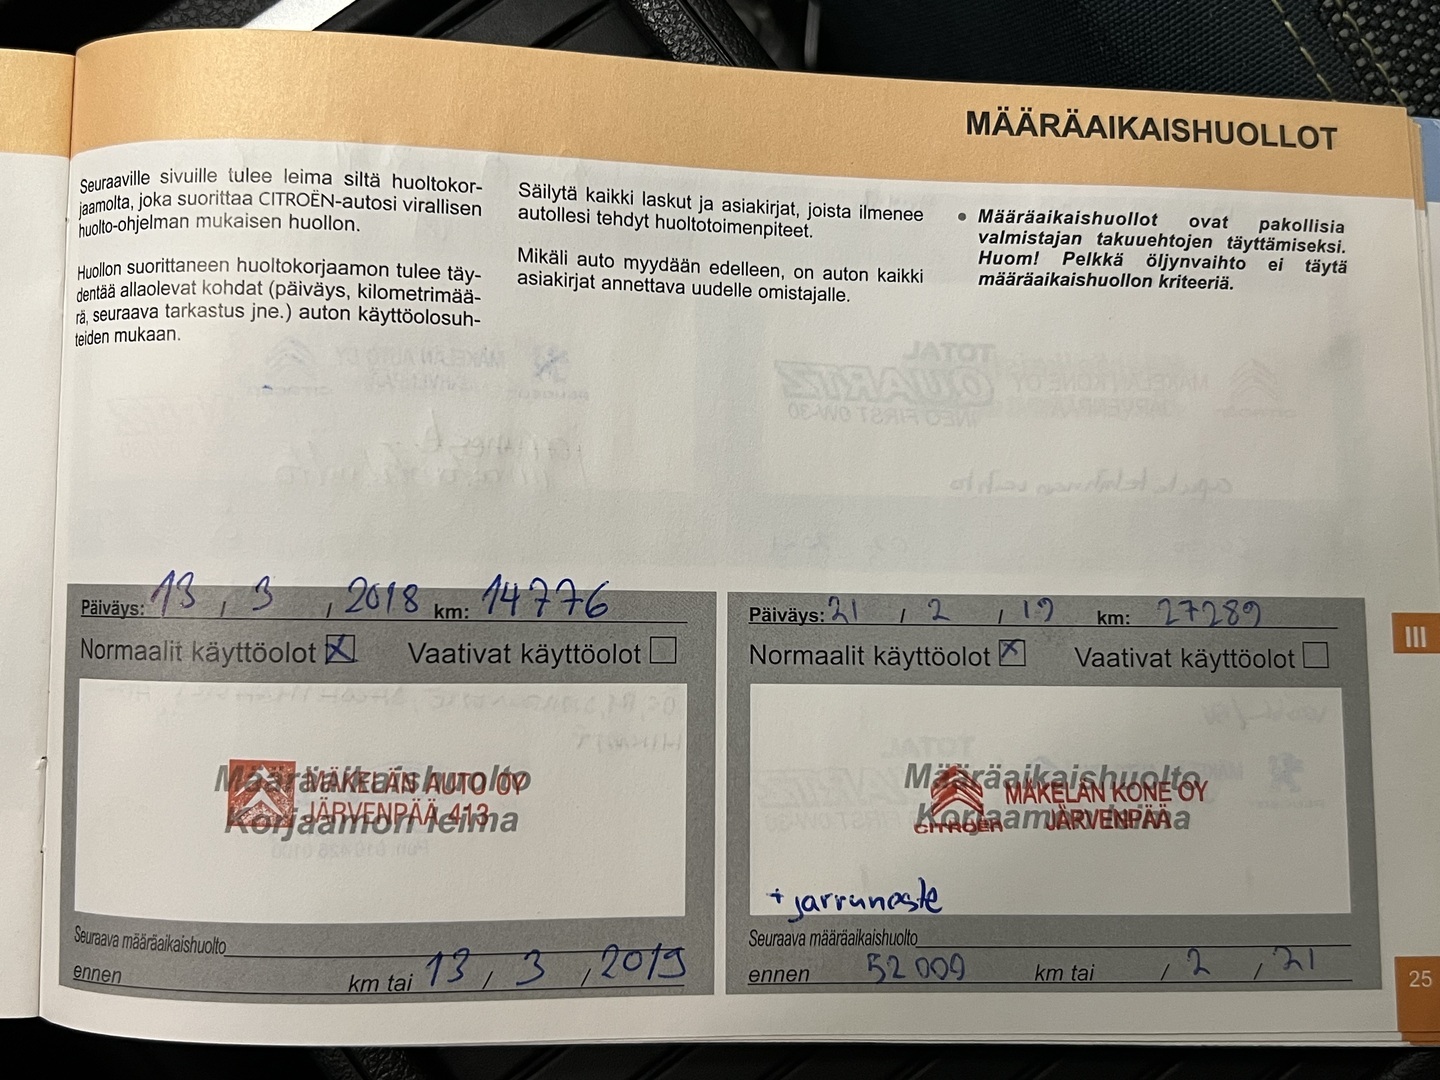 MÄÄRÄAIKAISHUOLLOT
Seuraaville sivuille tulee leima siltä huoltokor-
jaamolta, joka suorittaa CITROËN-autosi virallisen
huolto-ohjelman mukaisen huollon.
Huollon suorittaneen huoltokorjaamon tulee täy-
dentää allaolevat kohdat (päiväys, kilometrimää-
rä, seuraava tarkastus jne.) auton käyttöolosuh-
teiden mukaan.
Säilytä kaikki laskut ja asiakirjat, joista ilmenee
autollesi tehdyt huoltotoimenpiteet.
Mikäli auto myydään edelleen, on auton kaikki
asiakirjat annettava uudelle omistajalle.
• Määräaikaishuollot ovat pakollisia
valmistajan takuuehtojen täyttämiseksi.
Huom! Pelkkä öljynvaihto ei täytä
määräaikaishuollon kriteeriä.
Päiväys: 13 , 3 , 2018 km: 14776
Normaalit käyttöolot X Vaativat käyttöolot
Määräaikaishuolto
Korjaamon leima
MÄKELÄN AUTO OY
JÄRVENPÄÄ 413
Seuraava määräaikaishuolto
ennen km tai 13 / 3 , 2019
Päiväys: 21 / 2 , 19 km: 27289
Normaalit käyttöolot X Vaativat käyttöolot
Määräaikaishuolto
Korjaamon leima
CITROËN
MÄKELÄN KONE OY
JÄRVENPÄÄ
+ jarruneste
Seuraava määräaikaishuolto
ennen 52 000 km tai / 2 , 21
III
25